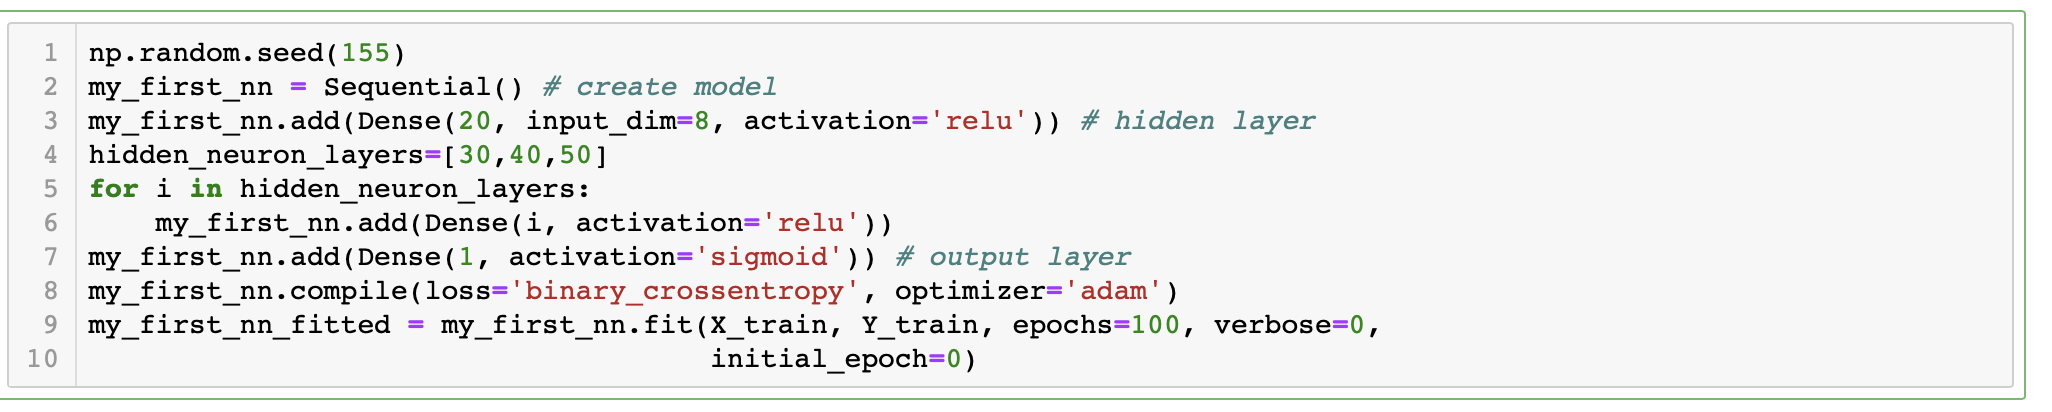 1 np.random.seed(155)
2 my_first_nn = Sequential() # create model
3 my_first_nn.add(Dense(20, input_dim=8, activation='relu')) # hidden layer
4 hidden_neuron_layers=[30,40,50]
5 for i in hidden_neuron_layers:
6     my_first_nn.add(Dense(i, activation='relu'))
7 my_first_nn.add(Dense(1, activation='sigmoid')) # output layer
8 my_first_nn.compile(loss='binary_crossentropy', optimizer='adam')
9 my_first_nn_fitted = my_first_nn.fit(X_train, Y_train, epochs=100, verbose=0,
10                                      initial_epoch=0)